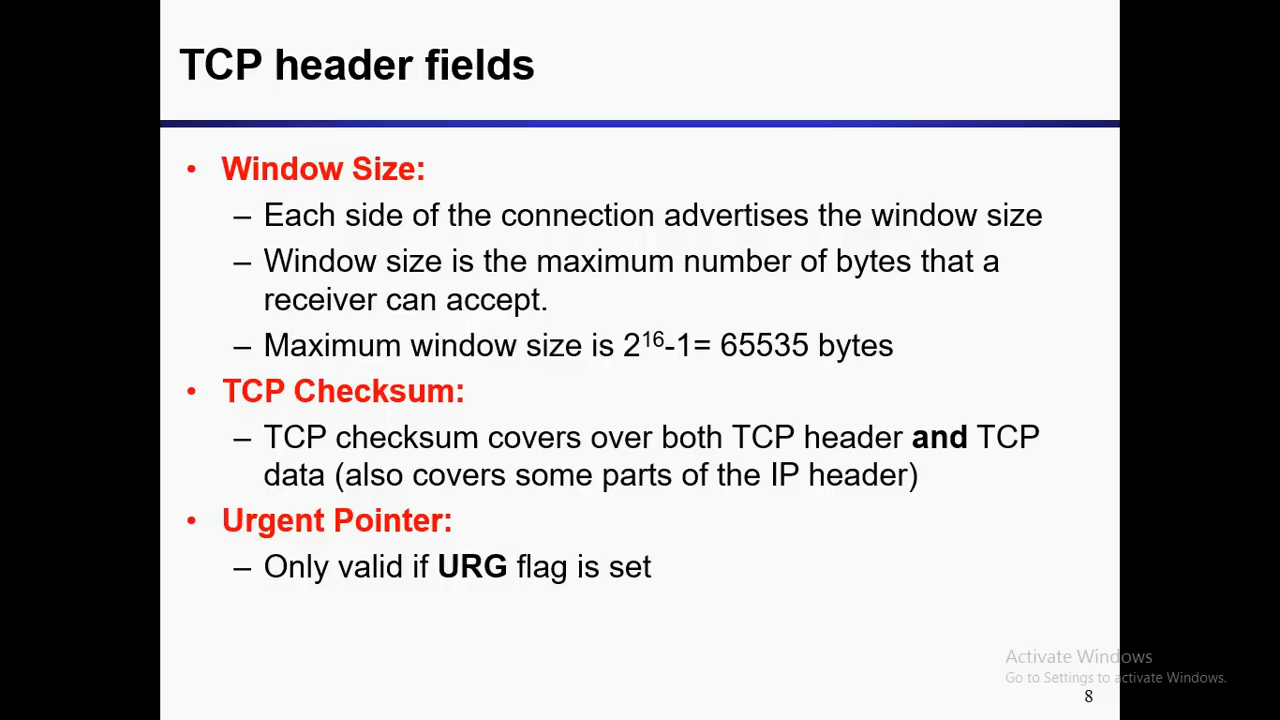 TCP header fields
• Window Size:
– Each side of the connection advertises the window size
– Window size is the maximum number of bytes that a
receiver can accept.
– Maximum window size is 2¹⁶-1= 65535 bytes
• TCP Checksum:
– TCP checksum covers over both TCP header and TCP
data (also covers some parts of the IP header)
• Urgent Pointer:
– Only valid if URG flag is set
Activate Windows
Go to Settings to activate Windows.
8